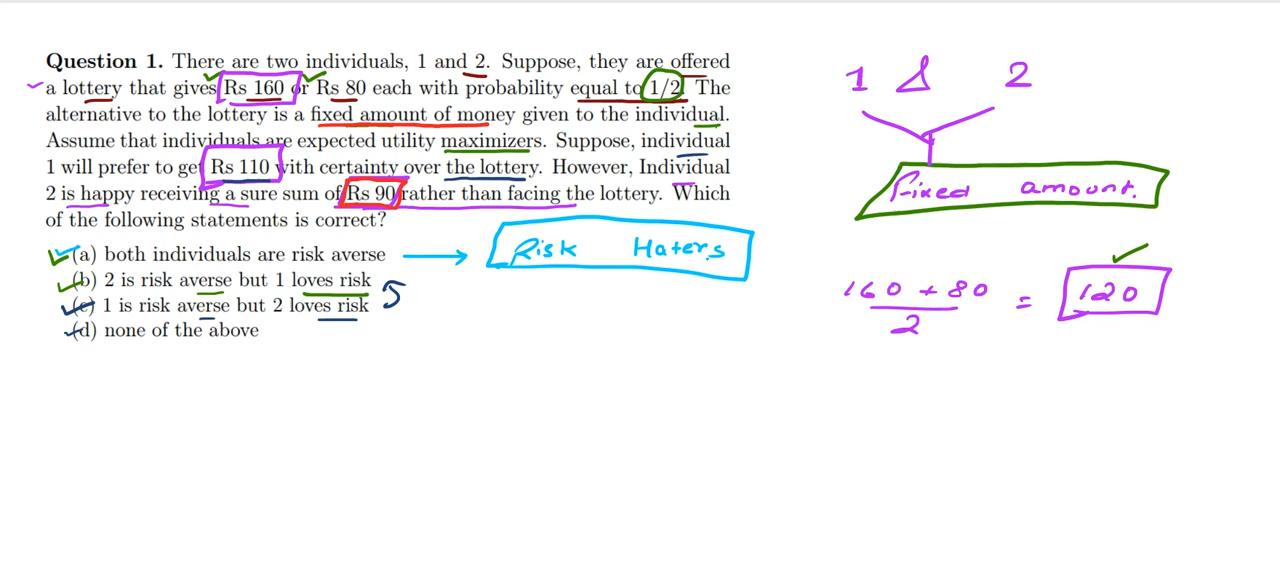 Question 1. There are two individuals, 1 and 2. Suppose, they are offered
a lottery that gives Rs 160 or Rs 80 each with probability equal to 1/2. The
alternative to the lottery is a fixed amount of money given to the individual.
Assume that individuals are expected utility maximizers. Suppose, individual
1 will prefer to get Rs 110 with certainty over the lottery. However, Individual
2 is happy receiving a sure sum of Rs 90 rather than facing the lottery. Which
of the following statements is correct?
(a) both individuals are risk averse
(b) 2 is risk averse but 1 loves risk
(c) 1 is risk averse but 2 loves risk
(d) none of the above
Risk Haters
1 & 2
Fixed amount.
160 + 80
2
= 120